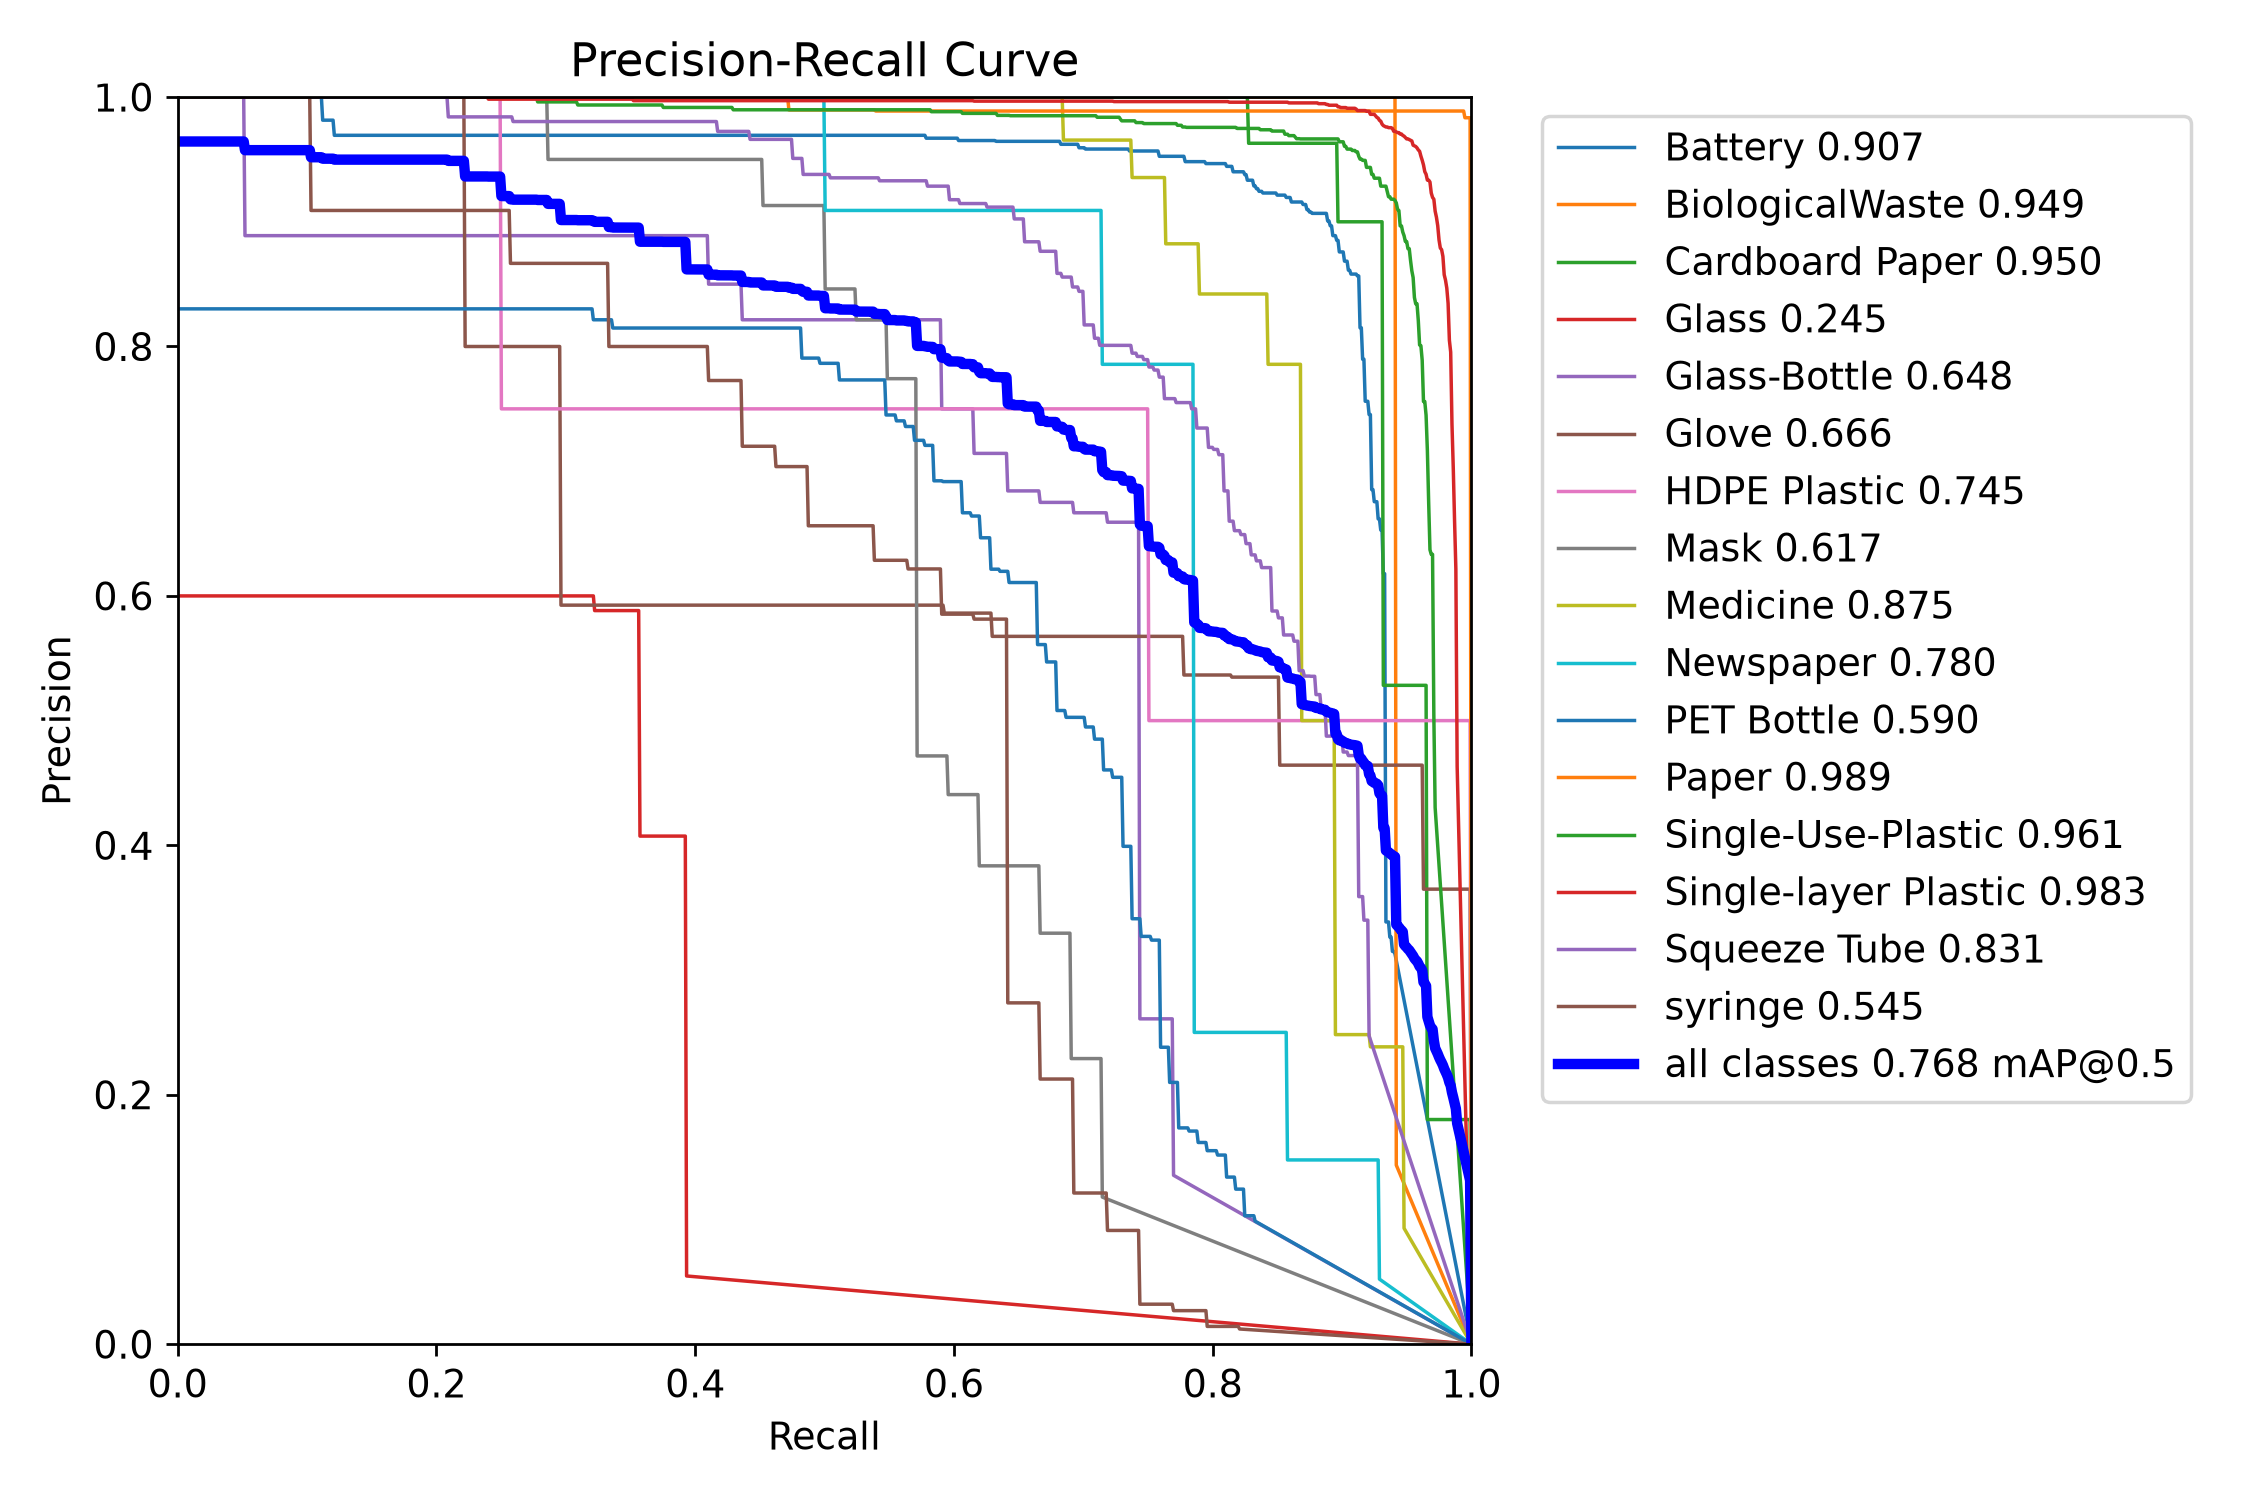 Precision-Recall Curve
1.0
0.8
0.6
0.4
0.2
0.0
Precision
0.0 0.2 0.4 0.6 0.8 1.0
Recall
Battery 0.907
BiologicalWaste 0.949
Cardboard Paper 0.950
Glass 0.245
Glass-Bottle 0.648
Glove 0.666
HDPE Plastic 0.745
Mask 0.617
Medicine 0.875
Newspaper 0.780
PET Bottle 0.590
Paper 0.989
Single-Use-Plastic 0.961
Single-layer Plastic 0.983
Squeeze Tube 0.831
syringe 0.545
all classes 0.768 mAP@0.5